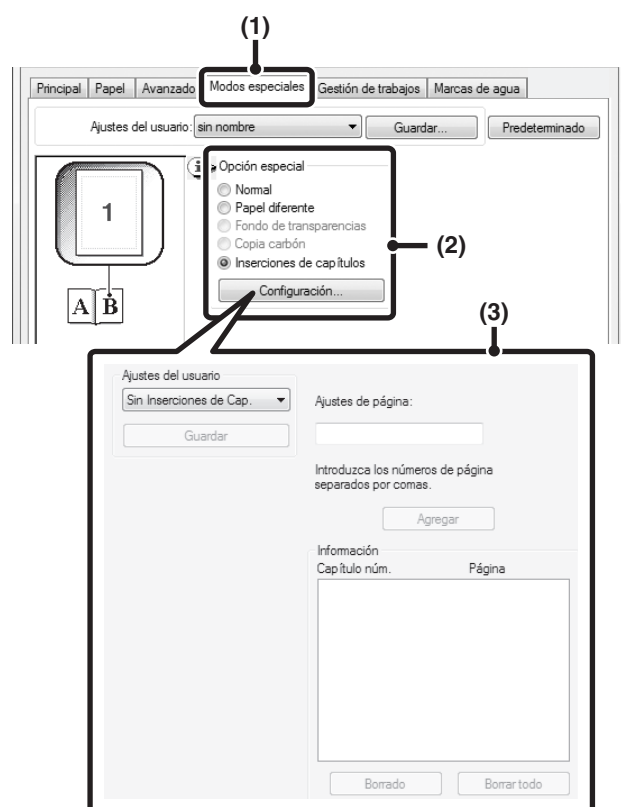 (1)
Principal Papel Avanzado Modos especiales Gestión de trabajos Marcas de agua
Ajustes del usuario: sin nombre Guardar... Predeterminado
Opción especial
Normal
Papel diferente
Fondo de transparencias
Copia carbón
Inserciones de capítulos
Configuración...
(2)
1
A B
(3)
Ajustes del usuario
Sin Inserciones de Cap.
Guardar
Ajustes de página:
Introduzca los números de página
separados por comas.
Agregar
Información
Capítulo núm. Página
Borrado Borrar todo